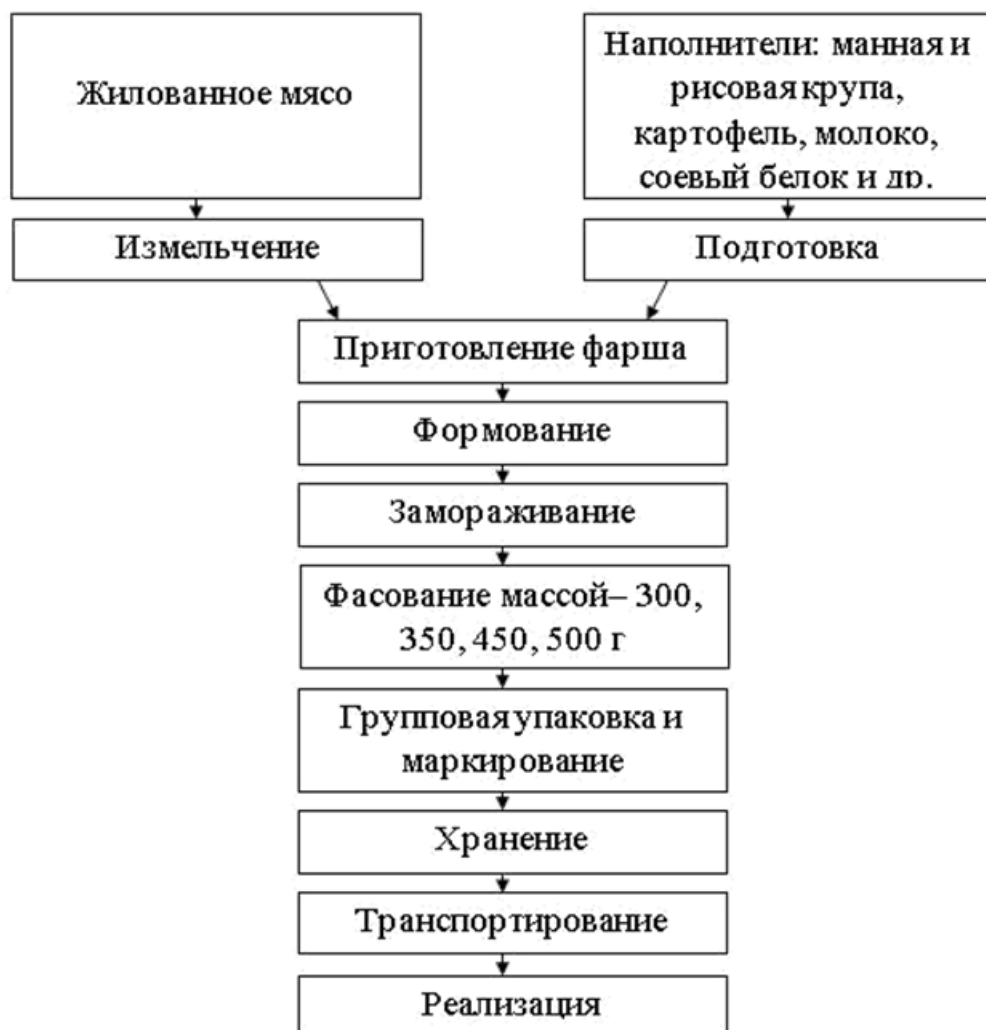 Жилованное мясо
Наполнители: манная и
рисовая крупа,
картофель, молоко,
соевый белок и др.
Измельчение
Подготовка
Приготовление фарша
Формование
Замораживание
Фасование массой– 300,
350, 450, 500 г
Групповая упаковка и
маркирование
Хранение
Транспортирование
Реализация